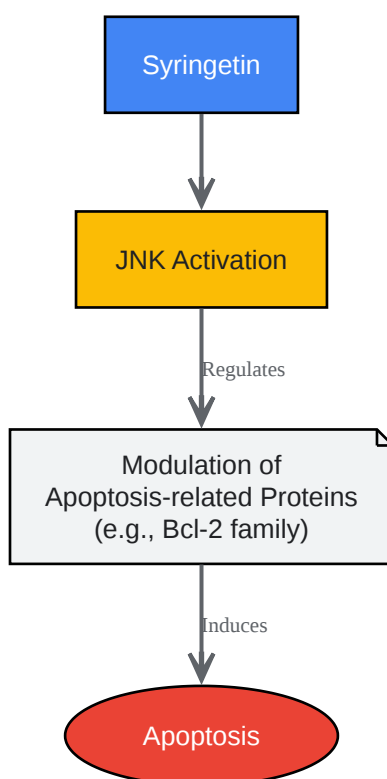 Syringetin
JNK Activation
Regulates
Modulation of
Apoptosis-related Proteins
(e.g., Bcl-2 family)
Induces
Apoptosis